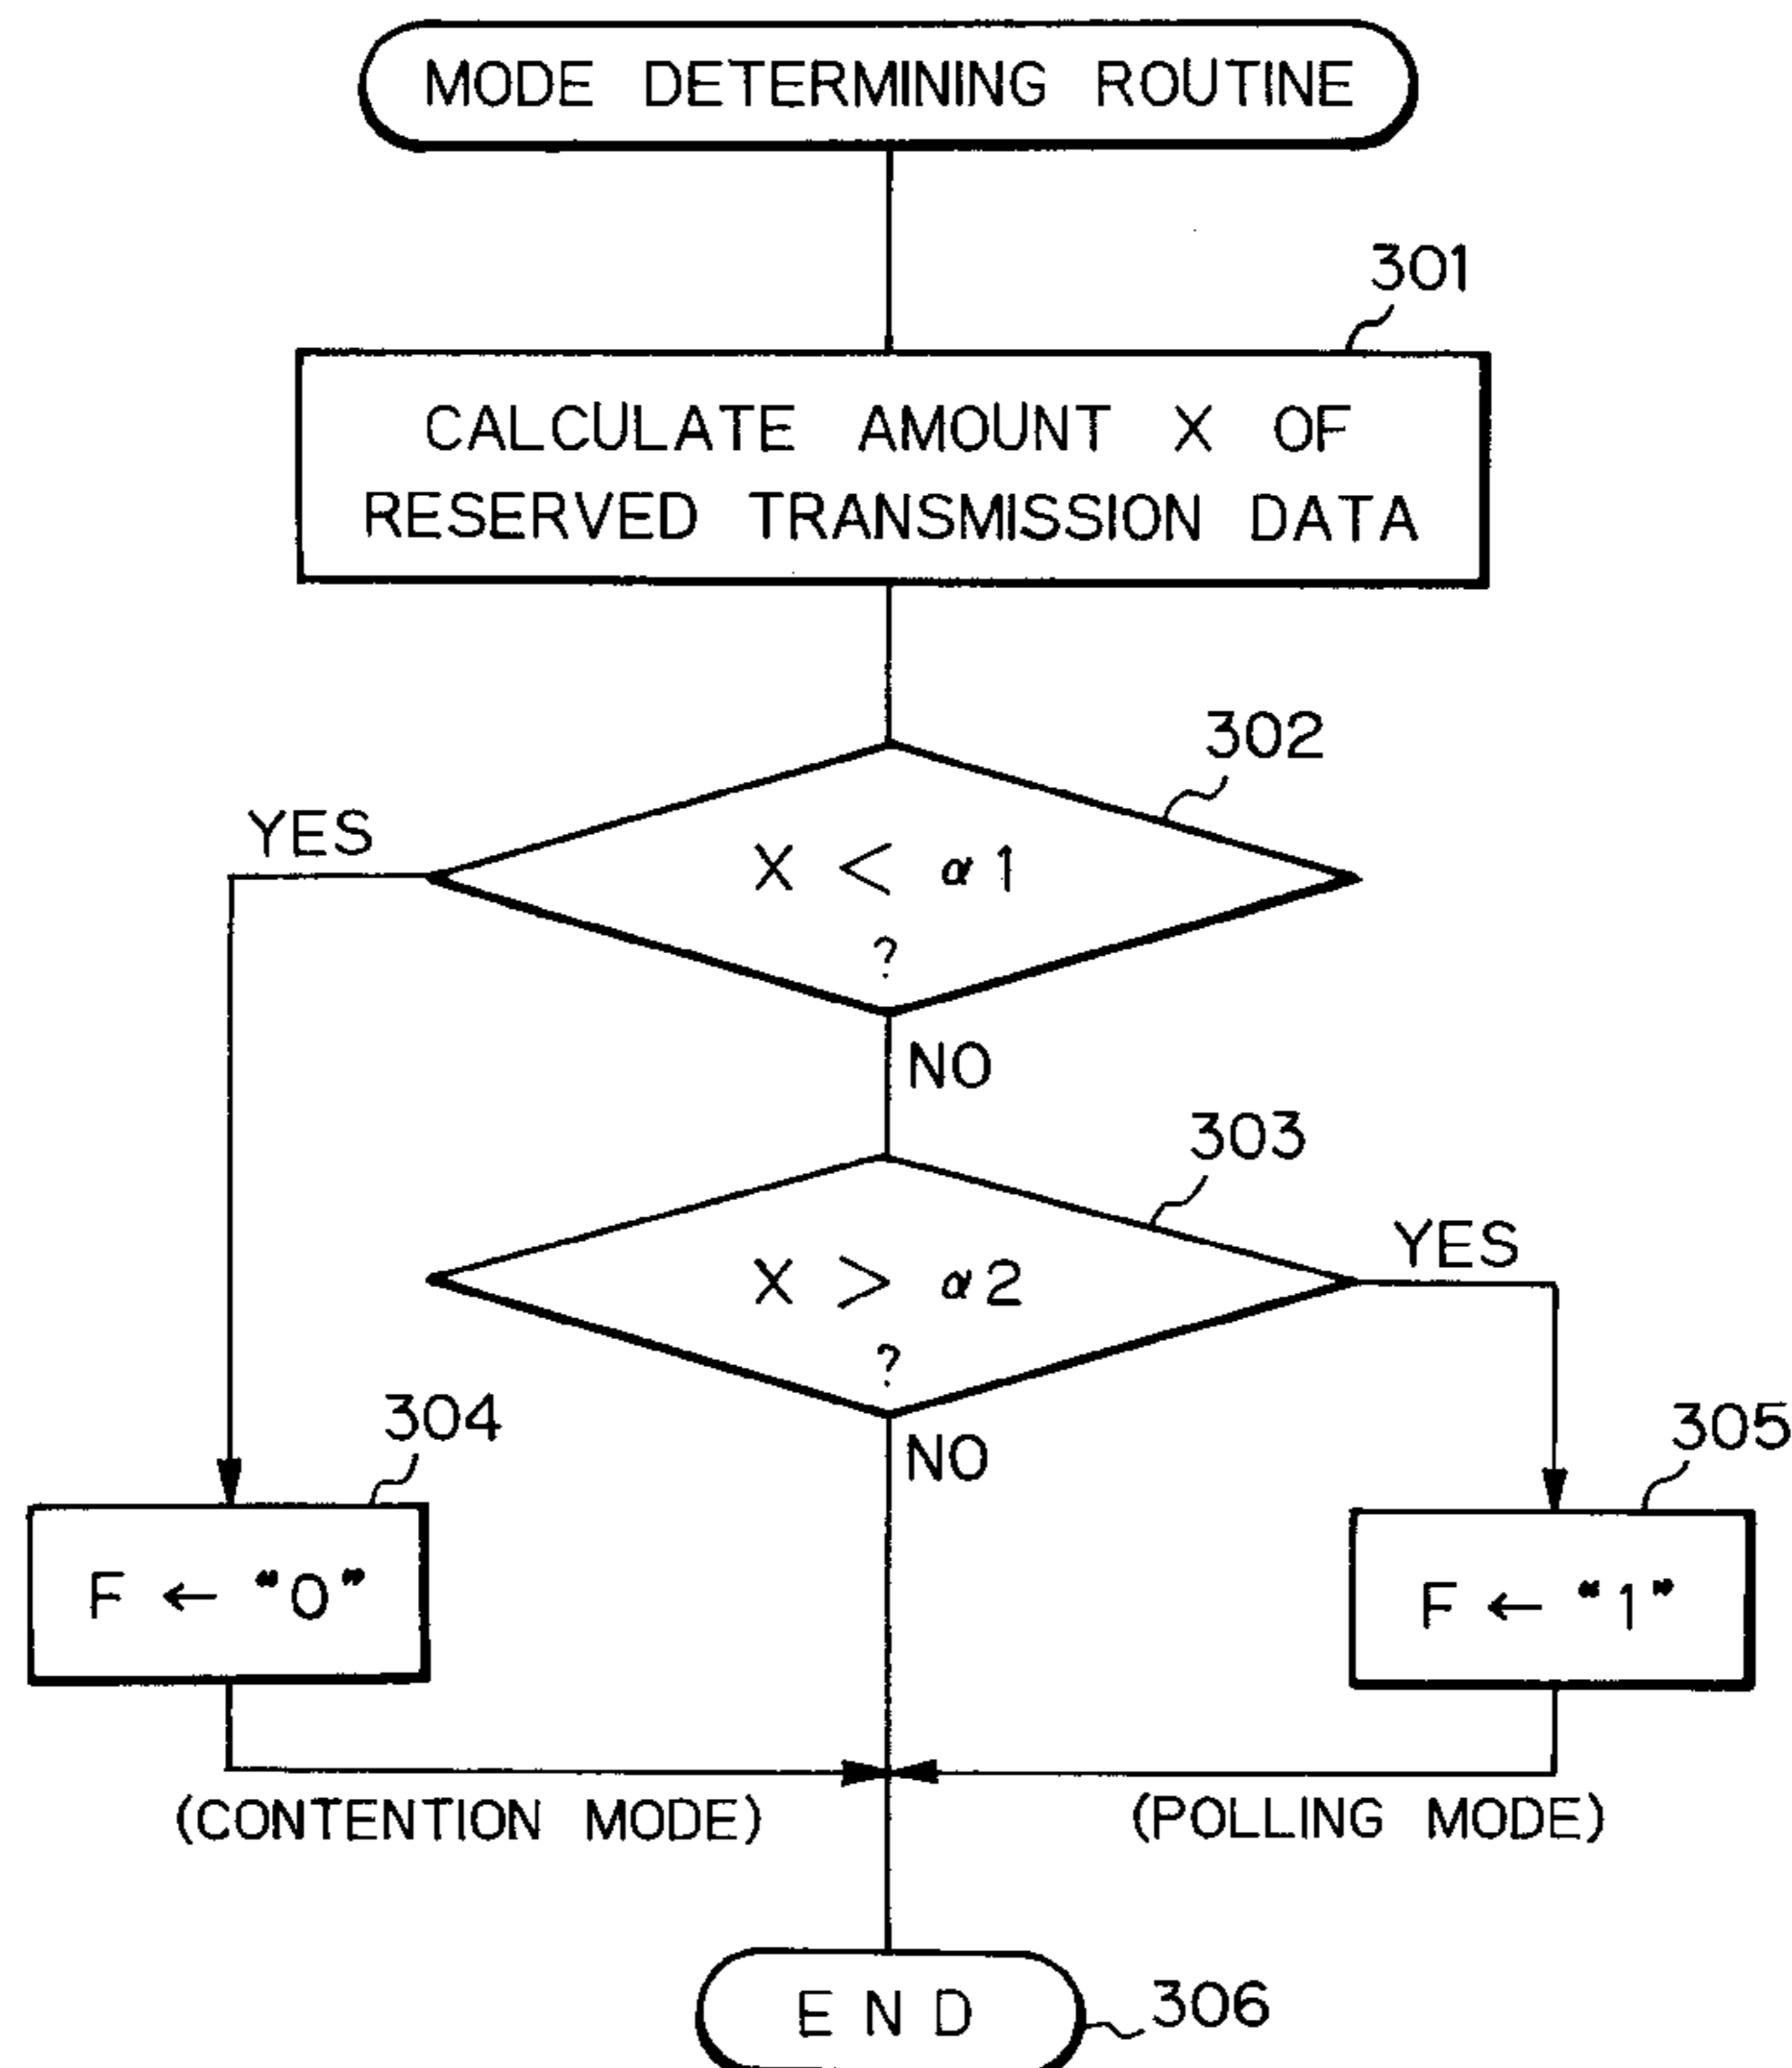 MODE DETERMINING ROUTINE
301
CALCULATE AMOUNT X OF
RESERVED TRANSMISSION DATA
302
YES
X < α1
?
NO
303
YES
X > α2
?
NO
304
305
F ← “0”
F ← “1”
(CONTENTION MODE)
(POLLING MODE)
END
306